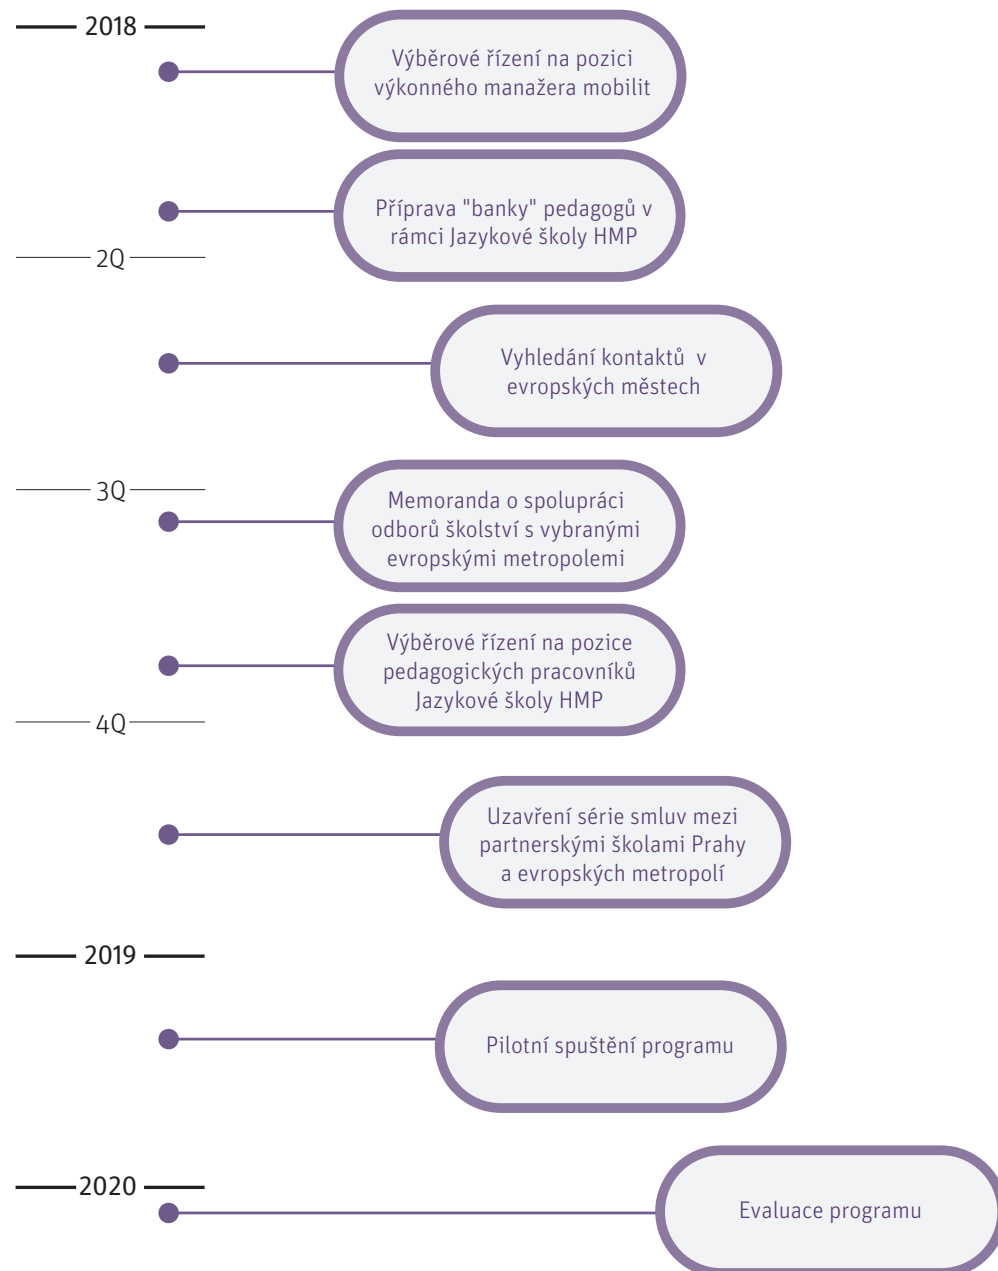 2018
Výběrové řízení na pozici
výkonného manažera mobilit
Příprava "banky" pedagogů v
rámci Jazykové školy HMP
2Q
Vyhledání kontaktů v
evropských městech
3Q
Memoranda o spolupráci
odborů školství s vybranými
evropskými metropolemi
Výběrové řízení na pozice
pedagogických pracovníků
Jazykové školy HMP
4Q
Uzavření série smluv mezi
partnerskými školami Prahy
a evropských metropolí
2019
Pilotní spuštění programu
2020
Evaluace programu